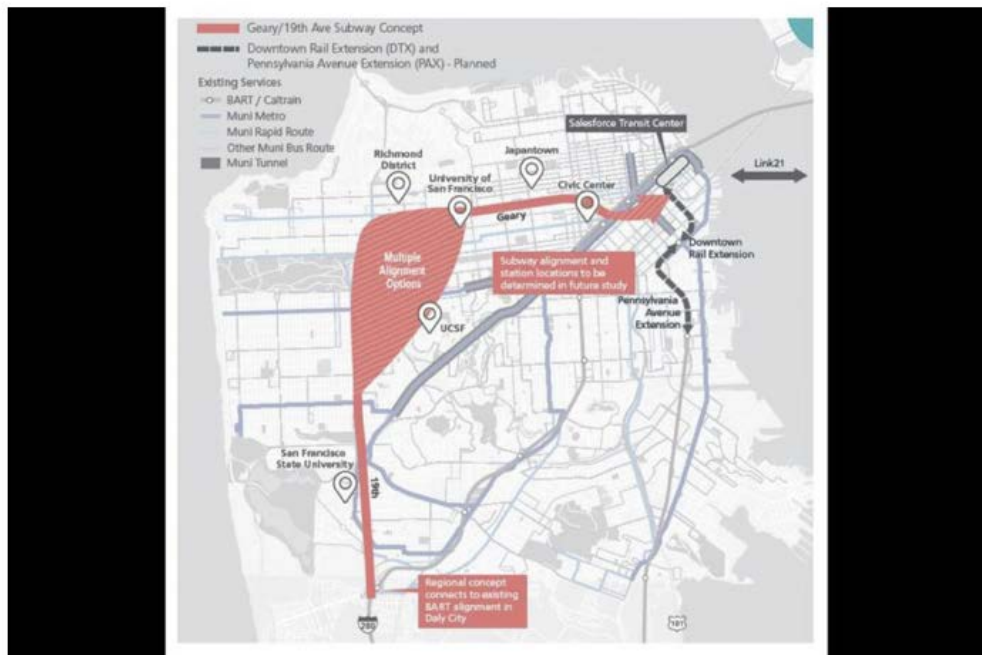 Geary/19th Ave Subway Concept
Downtown Rail Extension (DTX) and
Pennsylvania Avenue Extension (PAX) - Planned
Existing Services
BART / Caltrain
Muni Metro
Muni Rapid Route
Other Muni Bus Route
Muni Tunnel
Salesforce Transit Center
Link21
Richmond
District
Japantown
University of
San Francisco
Civic Center
Geary
Multiple
Alignment
Options
Subway alignment and
station locations to be
determined in future study
Downtown
Rail Extension
Pennsylvania
Avenue
Extension
UCSF
San Francisco
State University
19th
Regional concept
connects to existing
BART alignment in
Daly City
280
101